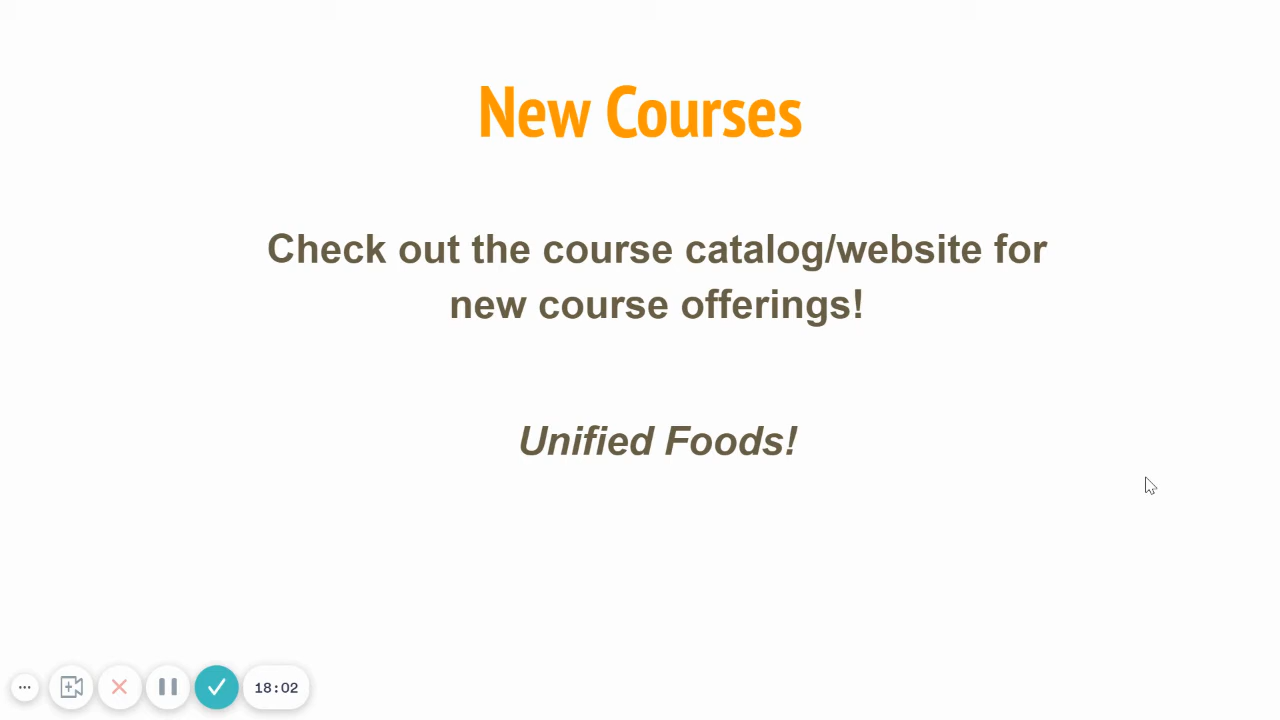 New Courses
Check out the course catalog/website for
new course offerings!
Unified Foods!
18:02